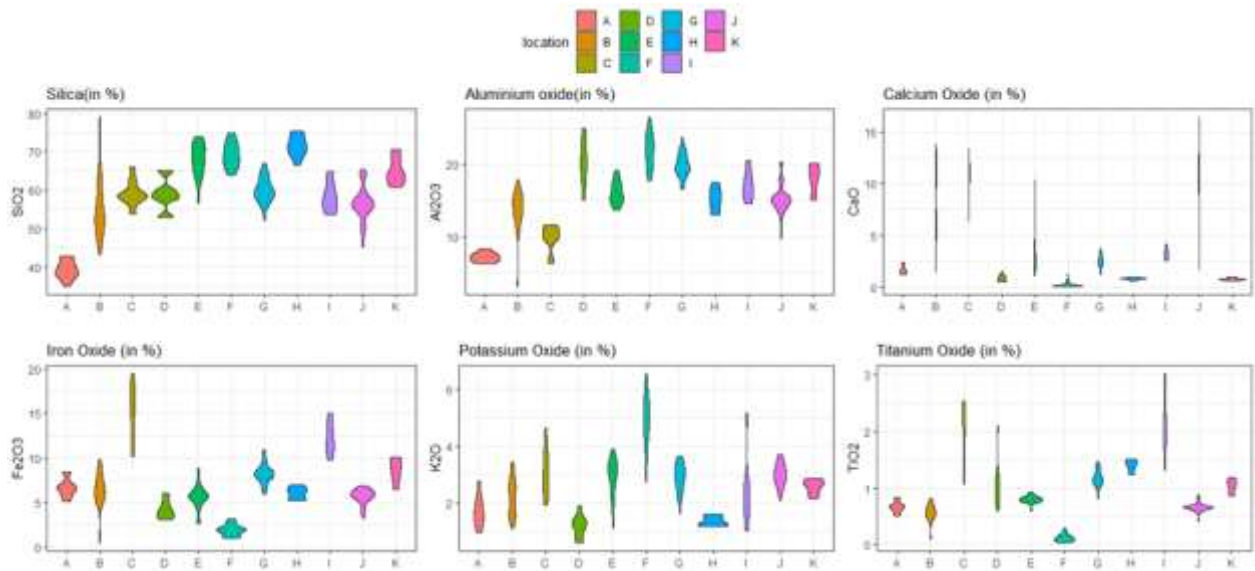 location A D G J
B E H K
C F I
Silica(in %)
SiO2
80
70
60
50
40
A B C D E F G H I J K
Aluminium oxide(in %)
Al2O3
20
10
A B C D E F G H I J K
Calcium Oxide (in %)
CaO
15
10
5
0
A B C D E F G H I J K
Iron Oxide (in %)
Fe2O3
20
15
10
5
0
A B C D E F G H I J K
Potassium Oxide (in %)
K2O
6
4
2
A B C D E F G H I J K
Titanium Oxide (in %)
TiO2
3
2
1
0
A B C D E F G H I J K